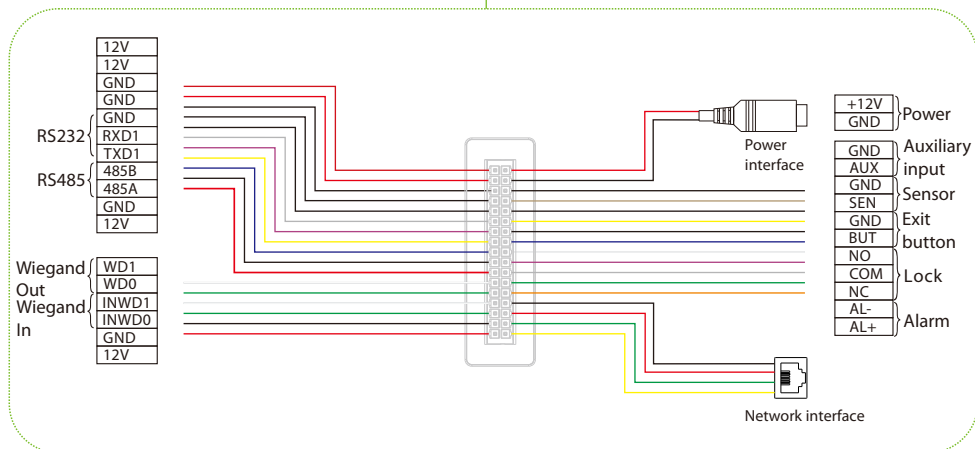 12V
12V
GND
GND
GND
RS232
RXD1
TXD1
485B
RS485
485A
GND
12V
Wiegand
Out
WD1
WD0
Wiegand
In
INWD1
INWD0
GND
12V
Power
interface
+12V
GND
Power
GND
AUX
Auxiliary
input
GND
SEN
Sensor
GND
BUT
Exit
button
NO
COM
NC
Lock
AL-
AL+
Alarm
Network interface